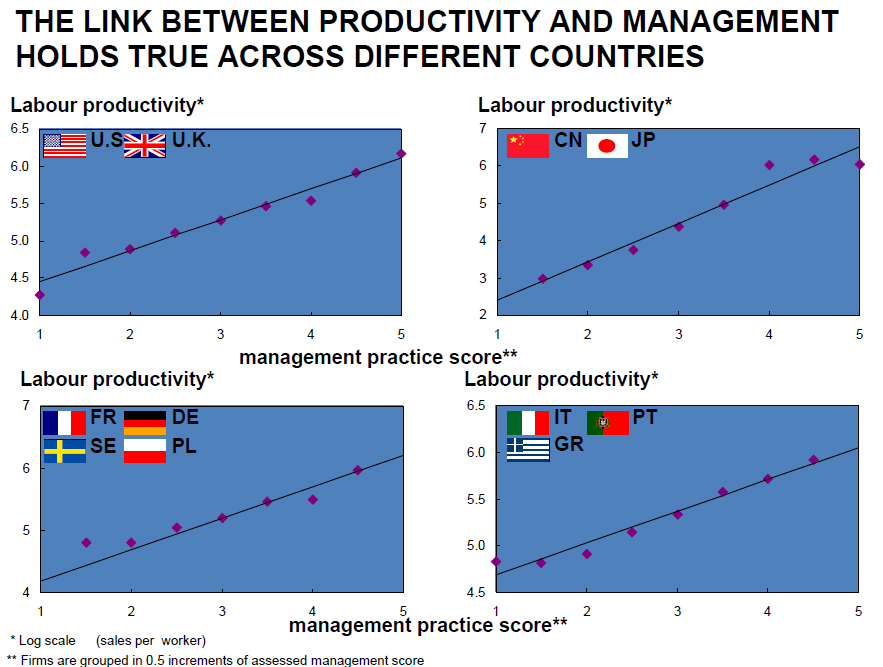 THE LINK BETWEEN PRODUCTIVITY AND MANAGEMENT
HOLDS TRUE ACROSS DIFFERENT COUNTRIES
Labour productivity*
6.5
6.0
5.5
5.0
4.5
4.0
U.S
U.K.
1 2 3 4 5
Labour productivity*
7
6
5
4
3
2
CN
JP
1 2 3 4 5
management practice score**
Labour productivity*
7
6
5
4
FR
DE
SE
PL
1 2 3 4 5
Labour productivity*
6.5
6.0
5.5
5.0
4.5
IT
PT
GR
1 2 3 4 5
management practice score**
* Log scale (sales per worker)
** Firms are grouped in 0.5 increments of assessed management score